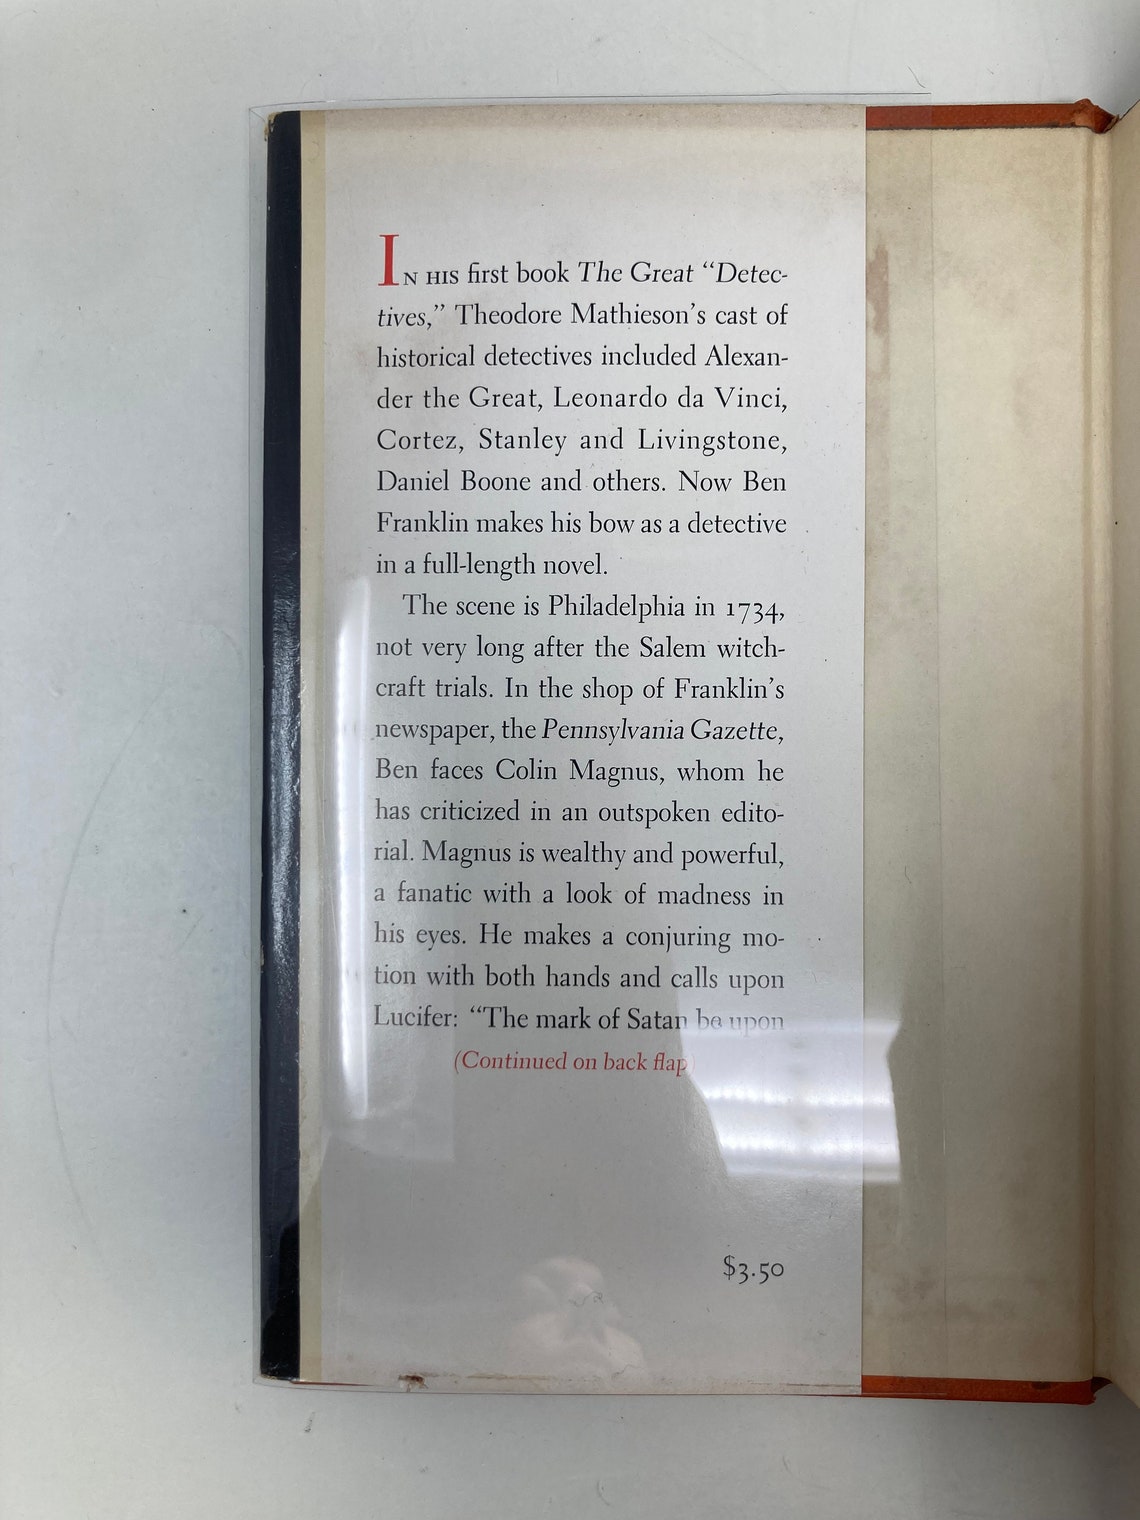 IN HIS first book The Great “Detec-
tives,” Theodore Mathieson’s cast of
historical detectives included Alexan-
der the Great, Leonardo da Vinci,
Cortez, Stanley and Livingstone,
Daniel Boone and others. Now Ben
Franklin makes his bow as a detective
in a full-length novel.
The scene is Philadelphia in 1734,
not very long after the Salem witch-
craft trials. In the shop of Franklin’s
newspaper, the Pennsylvania Gazette,
Ben faces Colin Magnus, whom he
has criticized in an outspoken edito-
rial. Magnus is wealthy and powerful,
a fanatic with a look of madness in
his eyes. He makes a conjuring mo-
tion with both hands and calls upon
Lucifer: “The mark of Satan be upon
(Continued on back flap)
$3.50